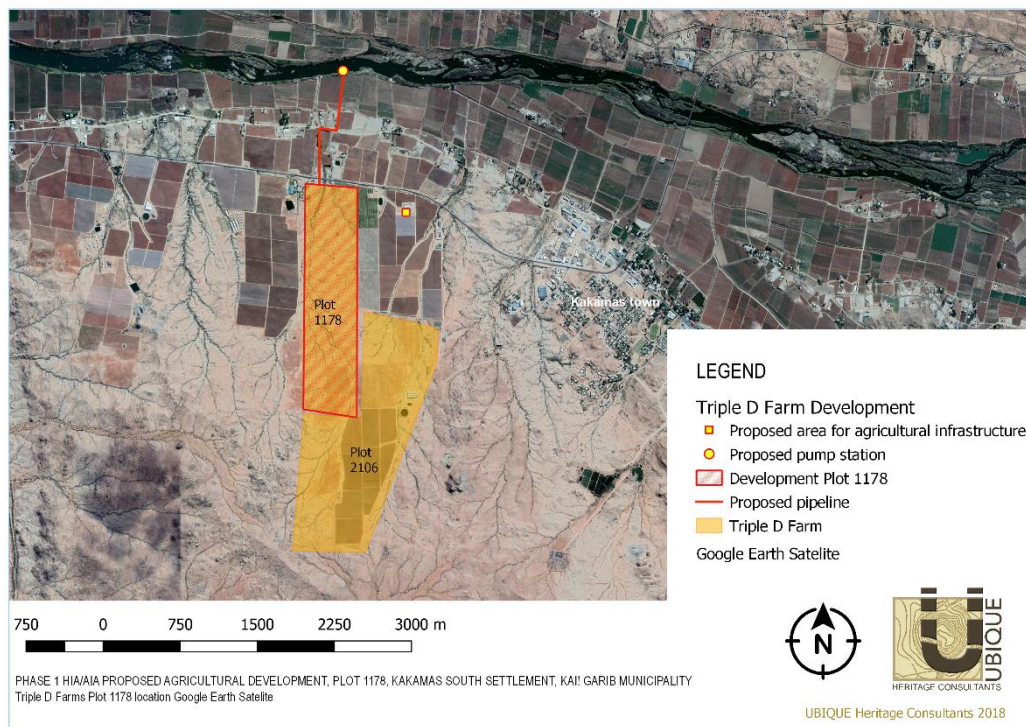 Plot
1178
Kakamas town
Plot
2106
LEGEND
Triple D Farm Development
Proposed area for agricultural infrastructure
Proposed pump station
Development Plot 1178
Proposed pipeline
Triple D Farm
Google Earth Satelite
750 0 750 1500 2250 3000 m
N
UBIQUE
HERITAGE CONSULTANTS
PHASE 1 HIA/AIA PROPOSED AGRICULTURAL DEVELOPMENT, PLOT 1178, KAKAMAS SOUTH SETTLEMENT, KAI! GARIB MUNICIPALITY
Triple D Farms Plot 1178 location Google Earth Satelite
UBIQUE Heritage Consultants 2018